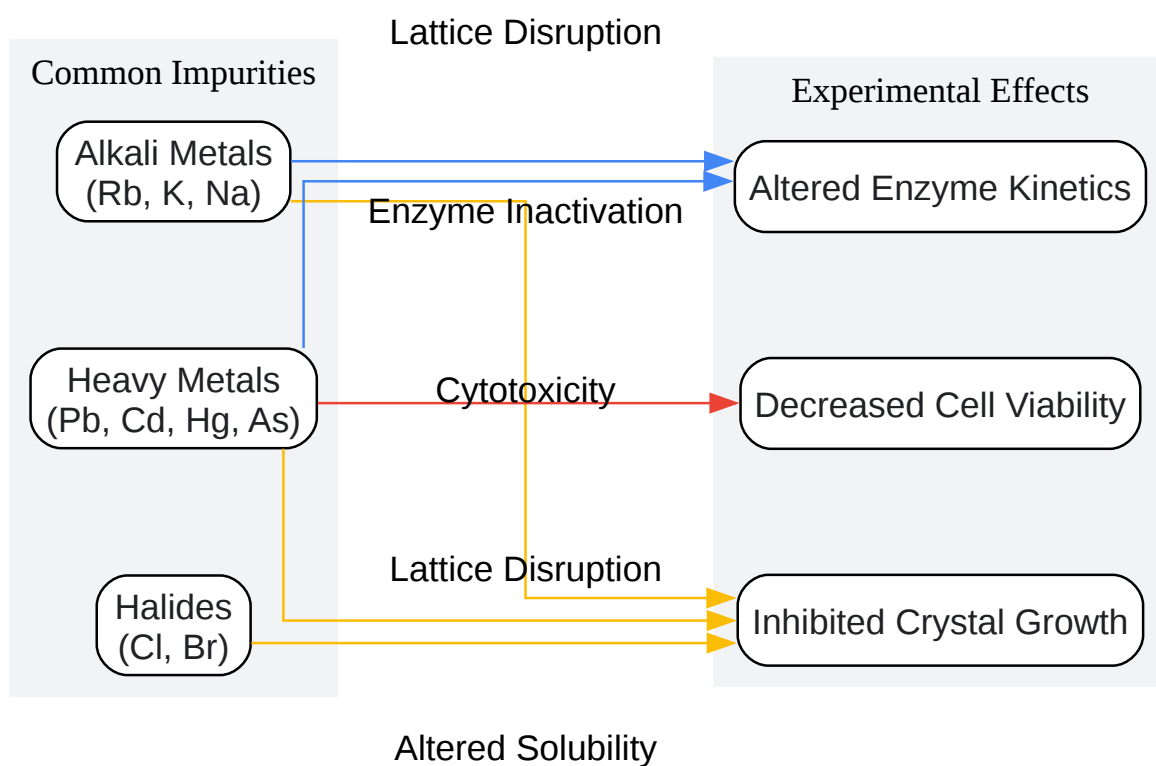 Lattice Disruption
Common Impurities
Experimental Effects
Alkali Metals
(Rb, K, Na)
Altered Enzyme Kinetics
Enzyme Inactivation
Heavy Metals
(Pb, Cd, Hg, As)
Cytotoxicity
Decreased Cell Viability
Lattice Disruption
Halides
(Cl, Br)
Inhibited Crystal Growth
Altered Solubility